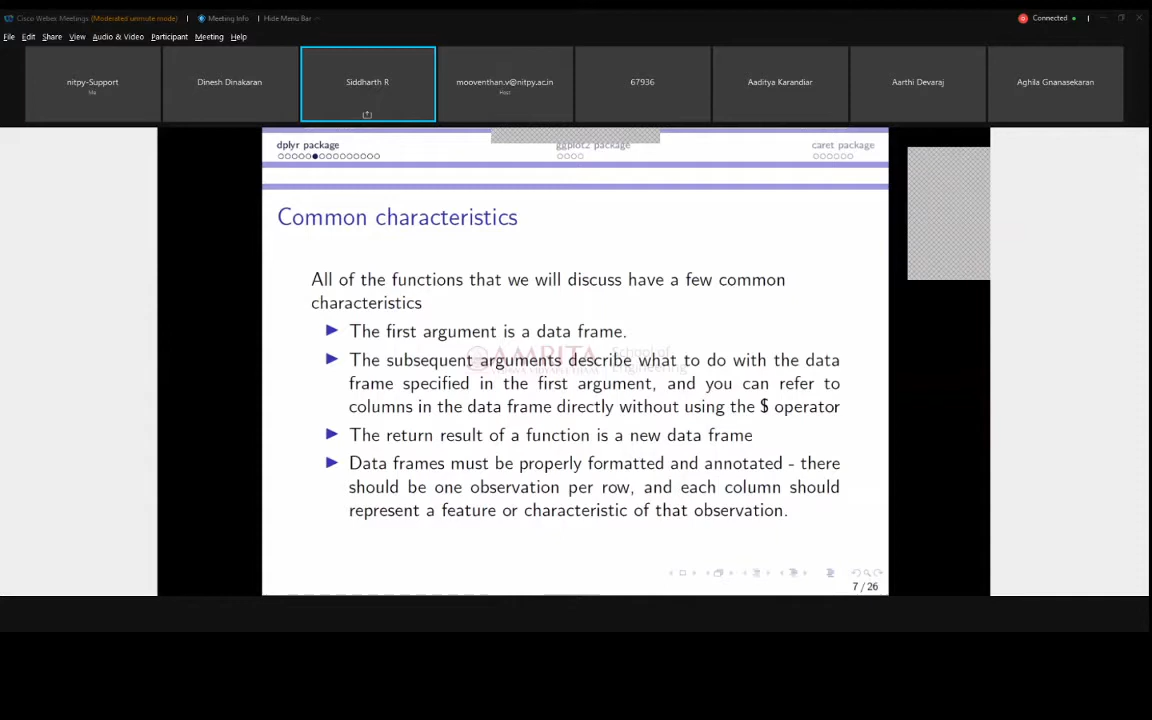 Cisco Webex Meetings (Moderated unmute mode) | Meeting Info | Hide Menu Bar Connected
File Edit Share View Audio & Video Participant Meeting Help
nitpy-Support Dinesh Dinakaran Siddharth R mooventhan.v@nitpy.ac.in 67936 Aaditya Karandiar Aarthi Devaraj Aghila Gnanasekaran
Me Host
dplyr package ggplot2 package caret package
Common characteristics
All of the functions that we will discuss have a few common
characteristics
The first argument is a data frame.
The subsequent arguments describe what to do with the data
frame specified in the first argument, and you can refer to
columns in the data frame directly without using the $ operator
The return result of a function is a new data frame
Data frames must be properly formatted and annotated - there
should be one observation per row, and each column should
represent a feature or characteristic of that observation.
AMRITA School of
Engineering
7 / 26